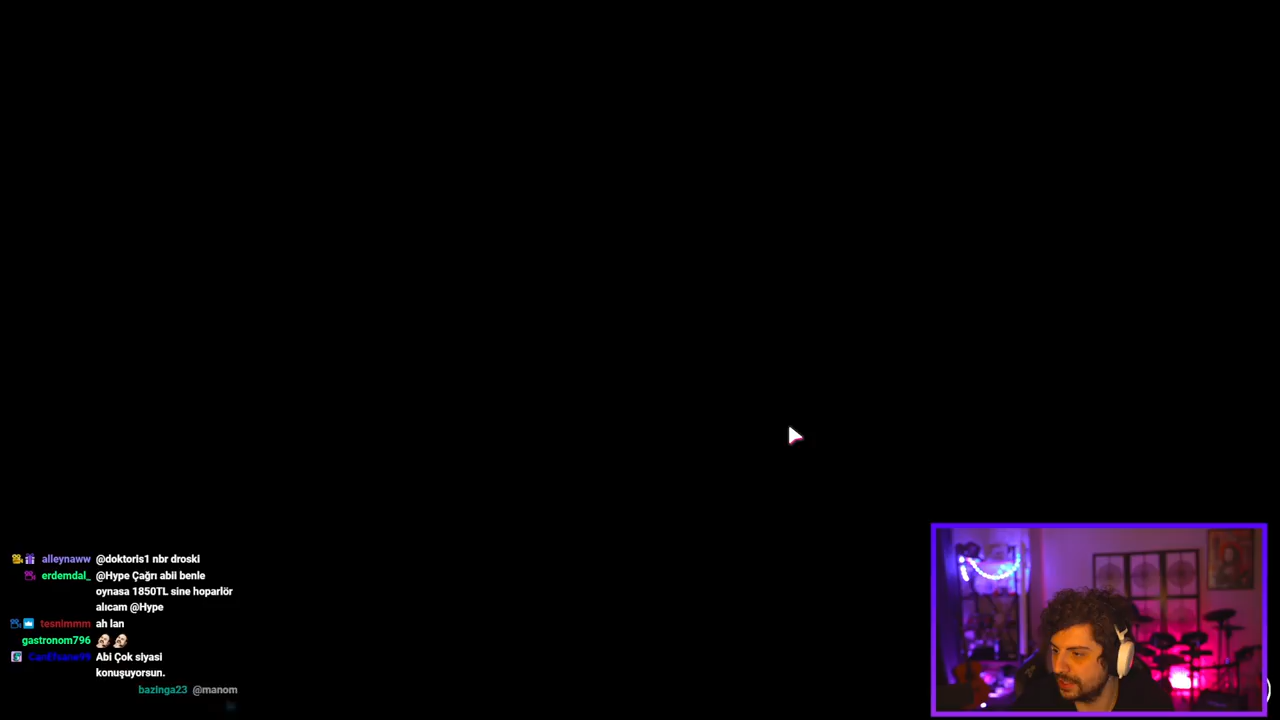 alleynaww @doktoris1 nbr droski
erdemdal_ @Hype Çağrı abii benle
oynasa 1850TL sine hoparlör
alıcam @Hype
tesnimmm ah lan
gastronom796
Abi Çok siyasi
konuşuyorsun.
bazinga23 @manom